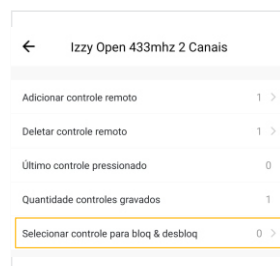 Izzy Open 433mhz 2 Canais
Adicionar controle remoto 1
Deletar controle remoto 1
Último controle pressionado 0
Quantidade controles gravados 1
Selecionar controle para bloq & desbloq 0